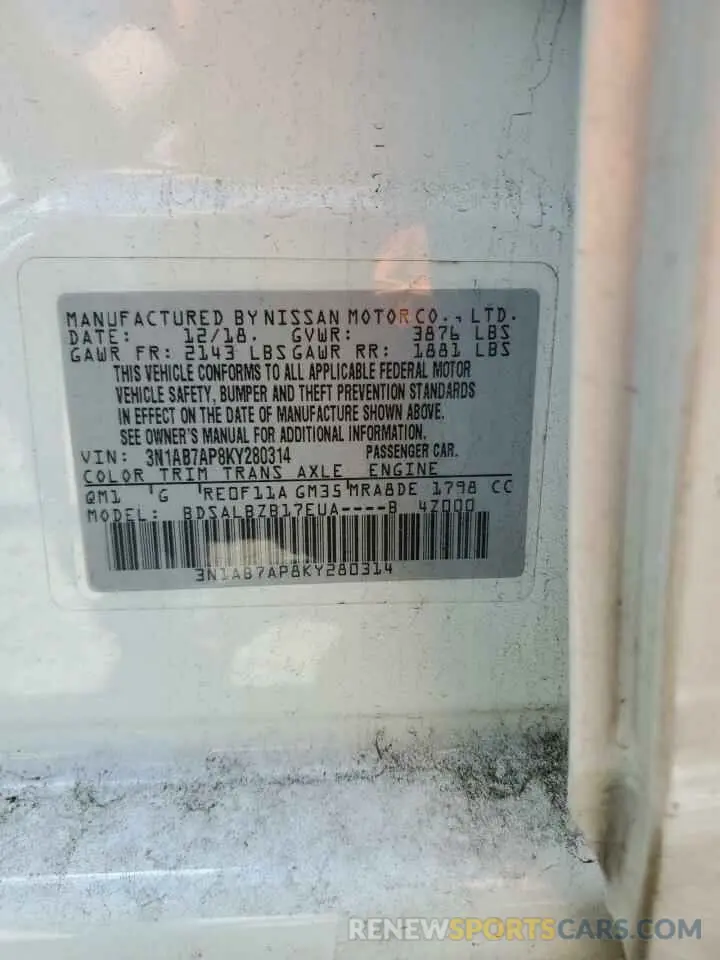 MANUFACTURED BY NISSAN MOTOR CO., LTD.
DATE: 12/18. GVWR: 3876 LBS
GAWR FR: 2143 LBS GAWR RR: 1881 LBS
THIS VEHICLE CONFORMS TO ALL APPLICABLE FEDERAL MOTOR
VEHICLE SAFETY, BUMPER AND THEFT PREVENTION STANDARDS
IN EFFECT ON THE DATE OF MANUFACTURE SHOWN ABOVE.
SEE OWNER'S MANUAL FOR ADDITIONAL INFORMATION.
VIN: 3N1AB7AP8KY280314 PASSENGER CAR.
COLOR TRIM TRANS AXLE ENGINE
QM1 G RE0F11A GM35 MRA8DE 1798 CC
MODEL: BDSALBZB17EUA----B 4Z000
3N1AB7AP8KY280314
RENEWSPORTSCARS.COM